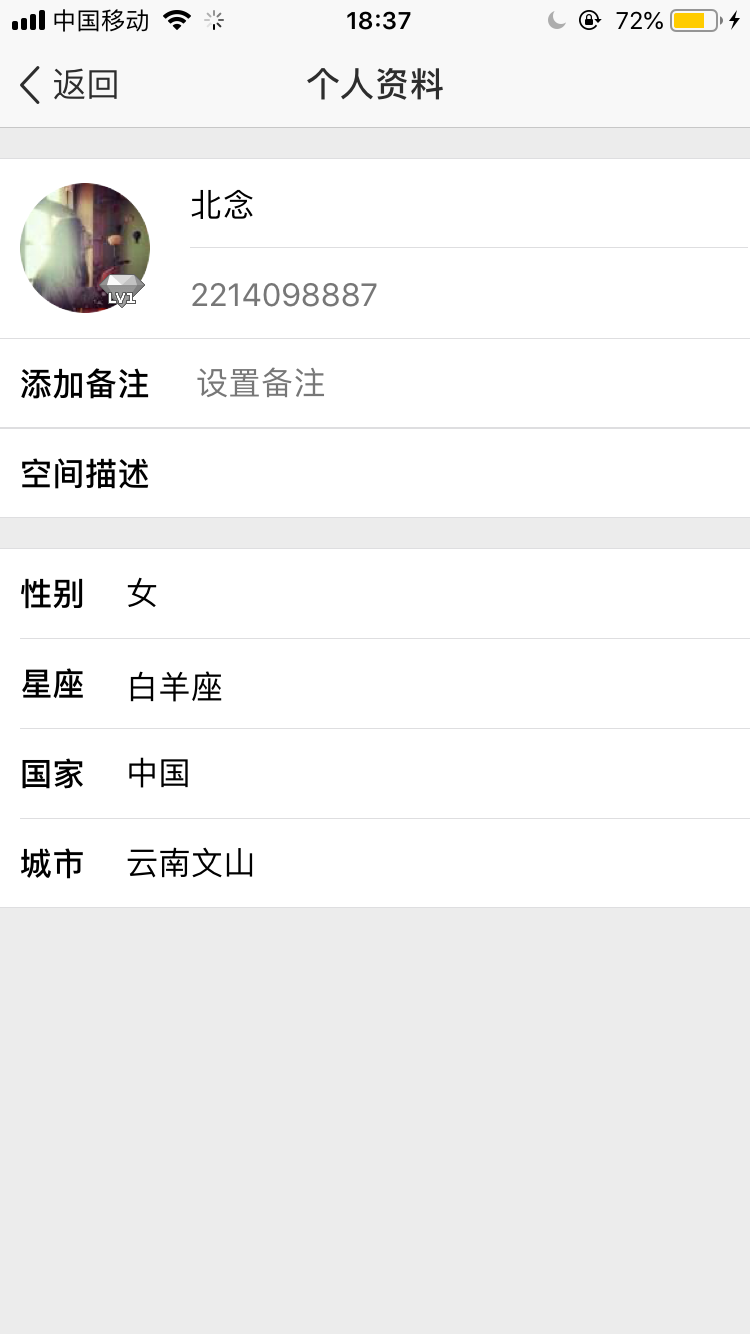 中国移动 18:37 72%
返回 个人资料
北念
LV1
2214098887
添加备注 设置备注
空间描述
性别 女
星座 白羊座
国家 中国
城市 云南文山